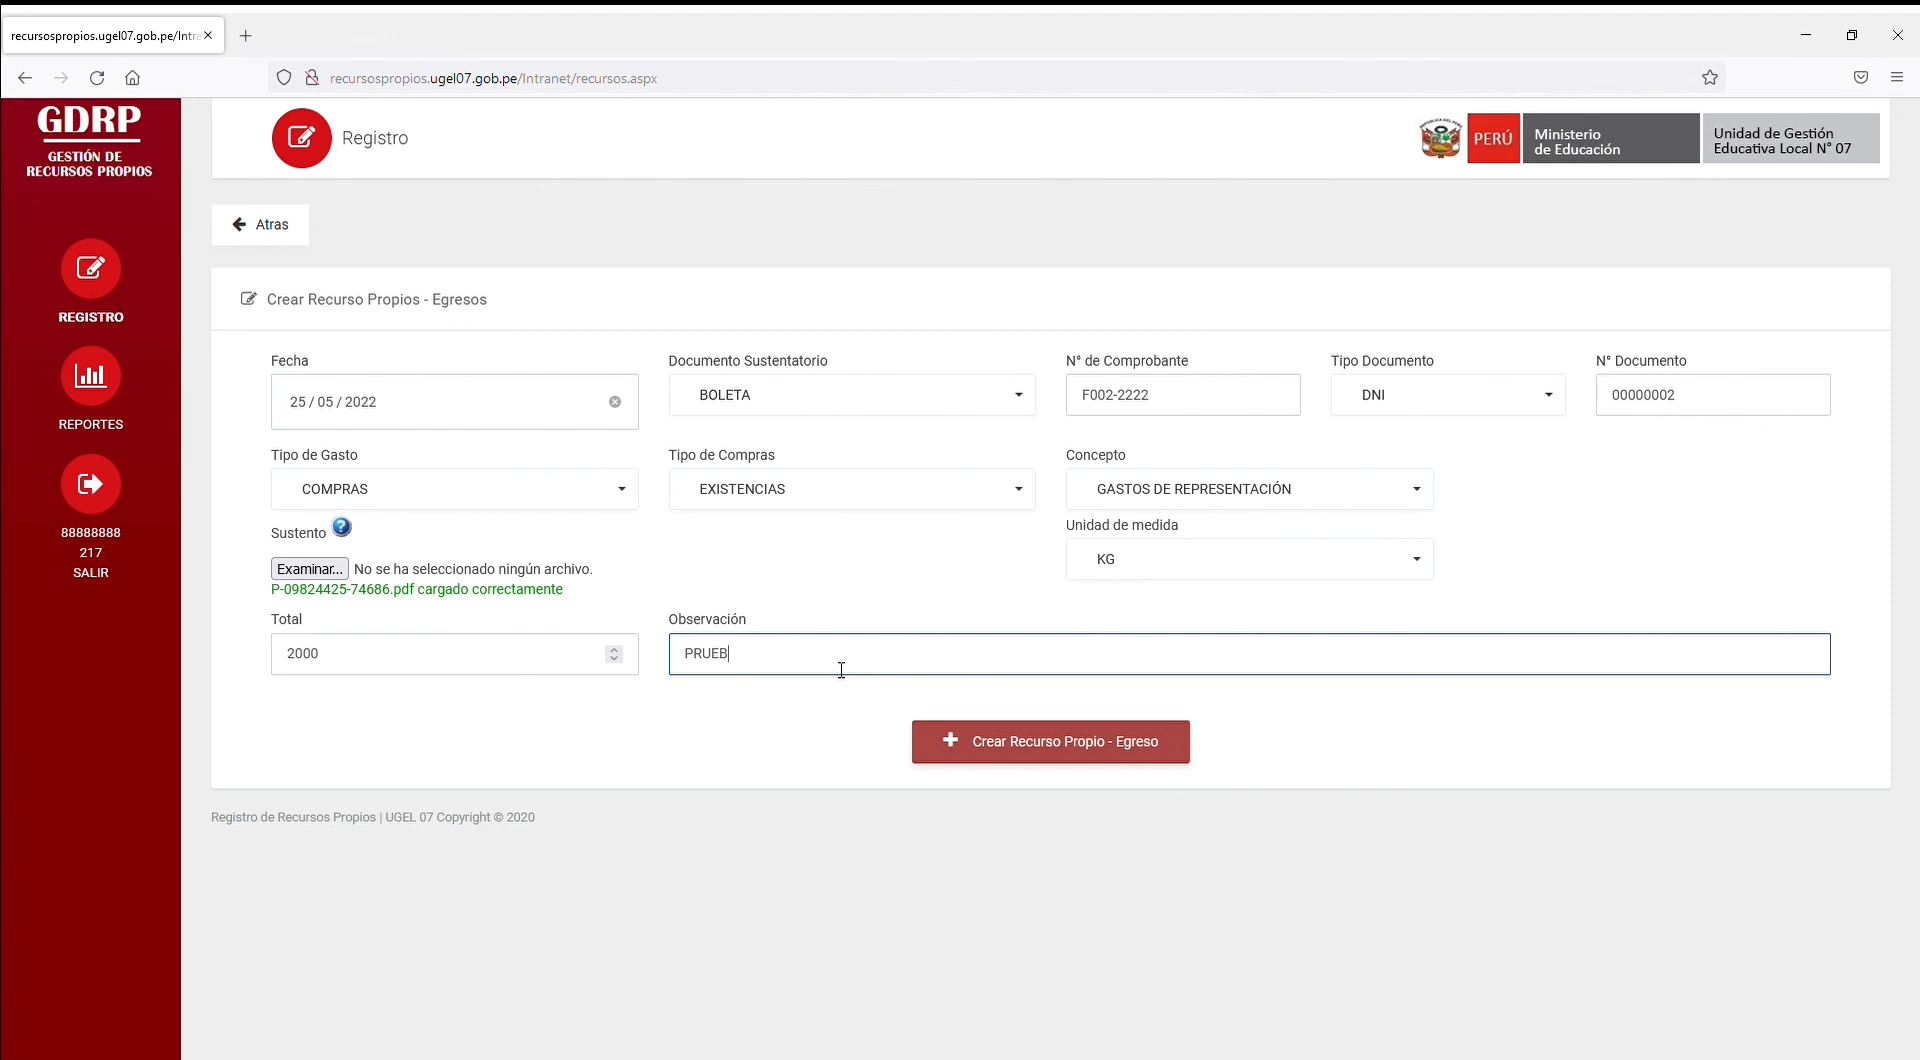 recursospropios.ugel07.gob.pe/Intra
recursospropios.ugel07.gob.pe/Intranet/recursos.aspx
GDRP
GESTIÓN DE
RECURSOS PROPIOS
Registro
PERÚ
Ministerio
de Educación
Unidad de Gestión
Educativa Local N° 07
Atras
REGISTRO
REPORTES
88888888
217
SALIR
Crear Recurso Propios - Egresos
Fecha
Documento Sustentatorio
N° de Comprobante
Tipo Documento
N° Documento
25 / 05 / 2022
BOLETA
F002-2222
DNI
00000002
Tipo de Gasto
Tipo de Compras
Concepto
COMPRAS
EXISTENCIAS
GASTOS DE REPRESENTACIÓN
Sustento
Unidad de medida
Examinar... No se ha seleccionado ningún archivo.
KG
P-09824425-74686.pdf cargado correctamente
Total
Observación
2000
PRUEB
Crear Recurso Propio - Egreso
Registro de Recursos Propios | UGEL 07 Copyright © 2020